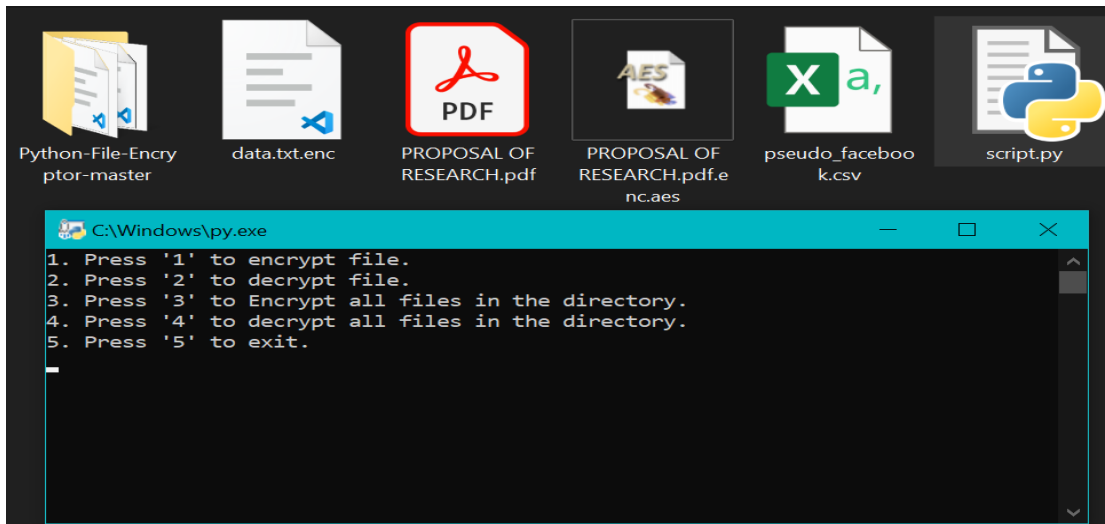 PDF
AES
X a,
Python-File-Encry
ptor-master
data.txt.enc
PROPOSAL OF
RESEARCH.pdf
PROPOSAL OF
RESEARCH.pdf.e
nc.aes
pseudo_faceboo
k.csv
script.py
C:\Windows\py.exe
1. Press '1' to encrypt file.
2. Press '2' to decrypt file.
3. Press '3' to Encrypt all files in the directory.
4. Press '4' to decrypt all files in the directory.
5. Press '5' to exit.